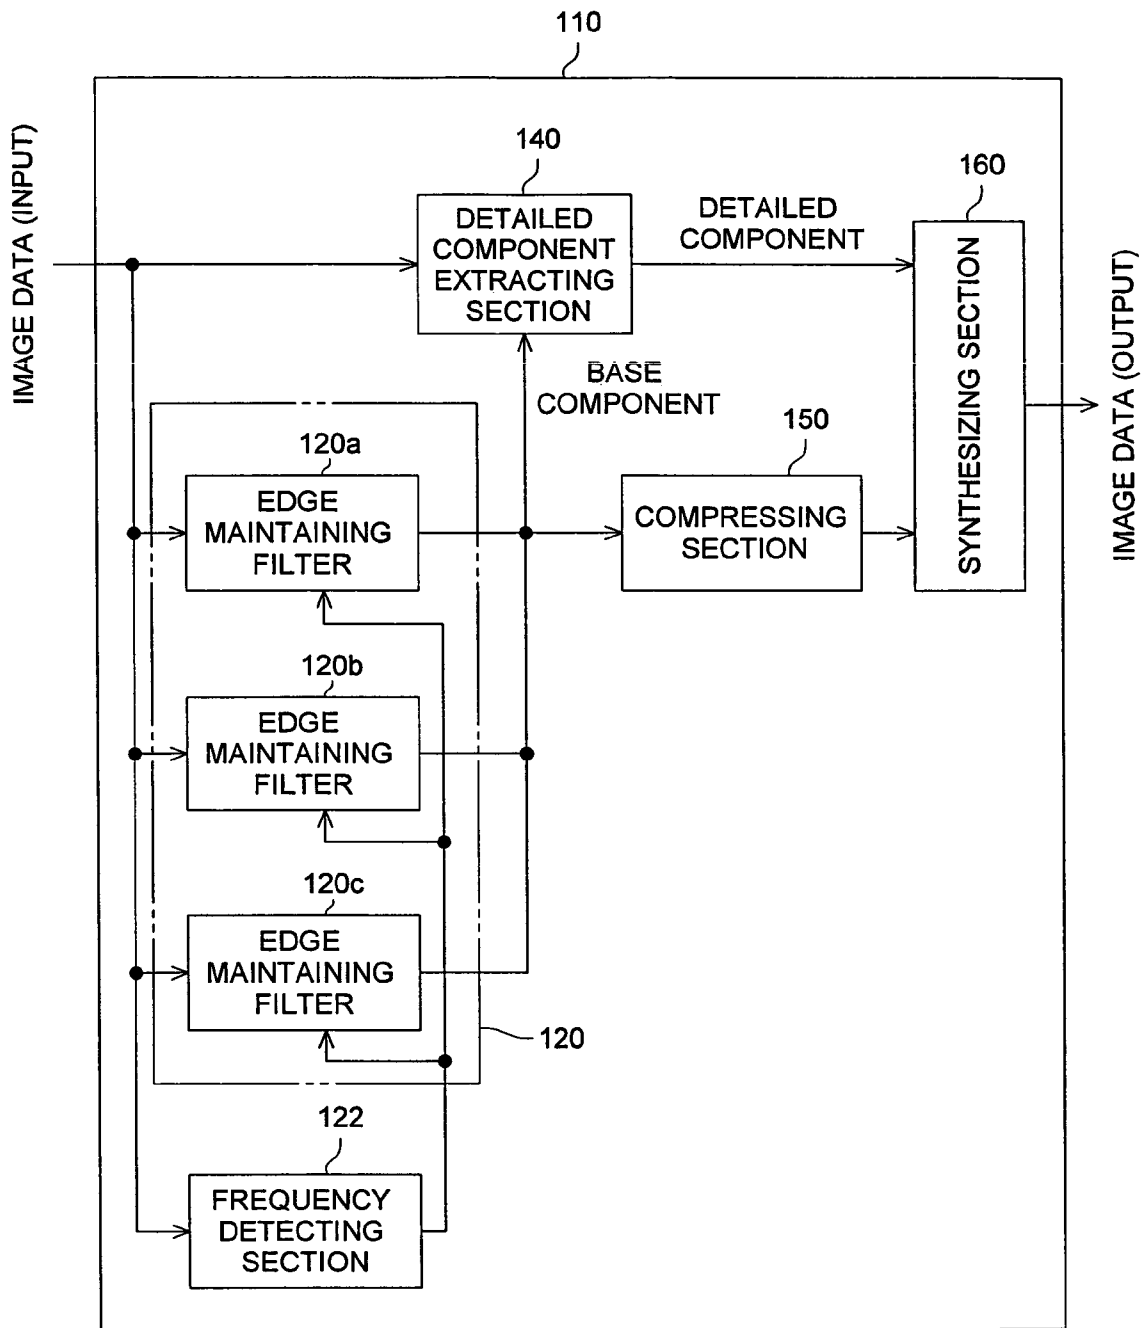 110
IMAGE DATA (INPUT)
140
DETAILED
COMPONENT
EXTRACTING
SECTION
DETAILED
COMPONENT
160
SYNTHESIZING SECTION
IMAGE DATA (OUTPUT)
BASE
COMPONENT
120a
EDGE
MAINTAINING
FILTER
150
COMPRESSING
SECTION
120b
EDGE
MAINTAINING
FILTER
120c
EDGE
MAINTAINING
FILTER
120
122
FREQUENCY
DETECTING
SECTION